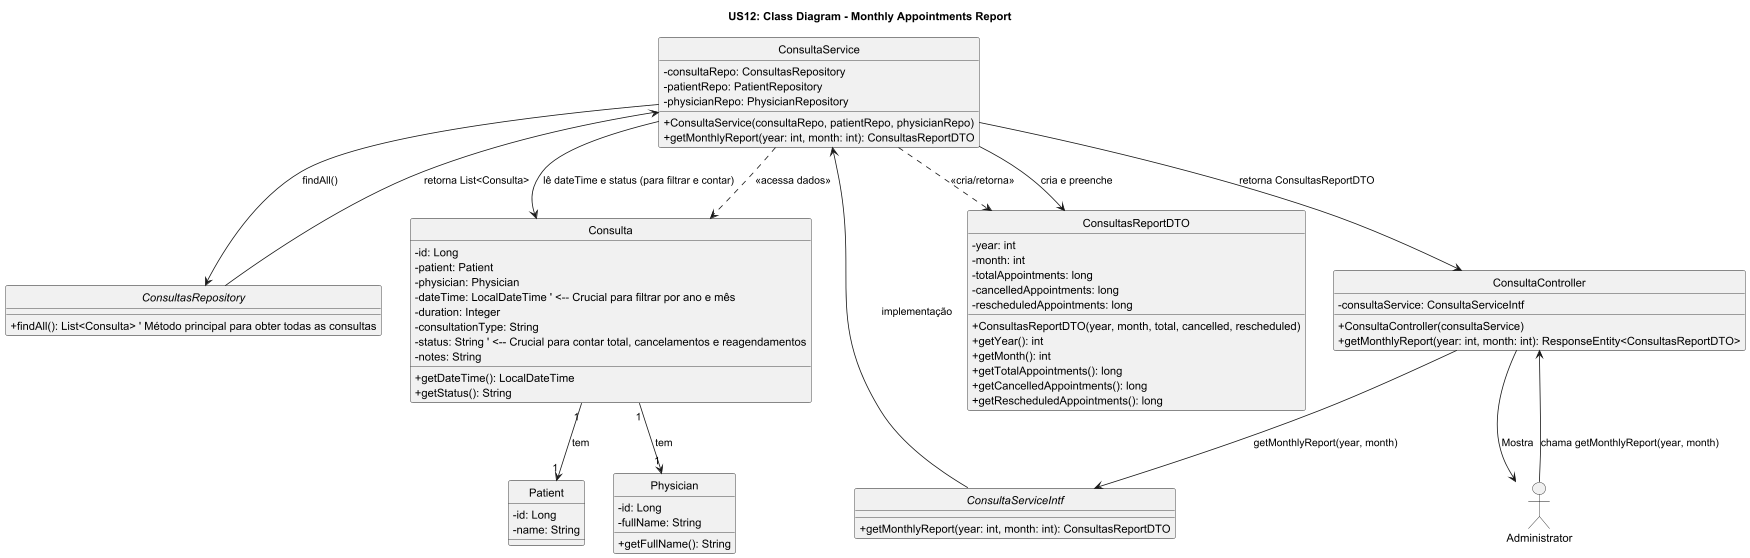 US12: Class Diagram - Monthly Appointments Report
ConsultaService
-consultaRepo: ConsultasRepository
-patientRepo: PatientRepository
-physicianRepo: PhysicianRepository
+ConsultaService(consultaRepo, patientRepo, physicianRepo)
+getMonthlyReport(year: int, month: int): ConsultasReportDTO
findAll()
retorna List<Consulta>
lê dateTime e status (para filtrar e contar)
«acessa dados»
«cria/retorna»
cria e preenche
retorna ConsultasReportDTO
ConsultasRepository
+findAll(): List<Consulta> ' Método principal para obter todas as consultas
Consulta
-id: Long
-patient: Patient
-physician: Physician
-dateTime: LocalDateTime ' <-- Crucial para filtrar por ano e mês
-duration: Integer
-consultationType: String
-status: String ' <-- Crucial para contar total, cancelamentos e reagendamentos
-notes: String
+getDateTime(): LocalDateTime
+getStatus(): String
implementação
ConsultasReportDTO
-year: int
-month: int
-totalAppointments: long
-cancelledAppointments: long
-rescheduledAppointments: long
+ConsultasReportDTO(year, month, total, cancelled, rescheduled)
+getYear(): int
+getMonth(): int
+getTotalAppointments(): long
+getCancelledAppointments(): long
+getRescheduledAppointments(): long
ConsultaController
-consultaService: ConsultaServiceIntf
+ConsultaController(consultaService)
+getMonthlyReport(year: int, month: int): ResponseEntity<ConsultasReportDTO>
1
tem
1
1
tem
1
getMonthlyReport(year, month)
Mostra
chama getMonthlyReport(year, month)
Patient
-id: Long
-name: String
Physician
-id: Long
-fullName: String
+getFullName(): String
ConsultaServiceIntf
+getMonthlyReport(year: int, month: int): ConsultasReportDTO
Administrator